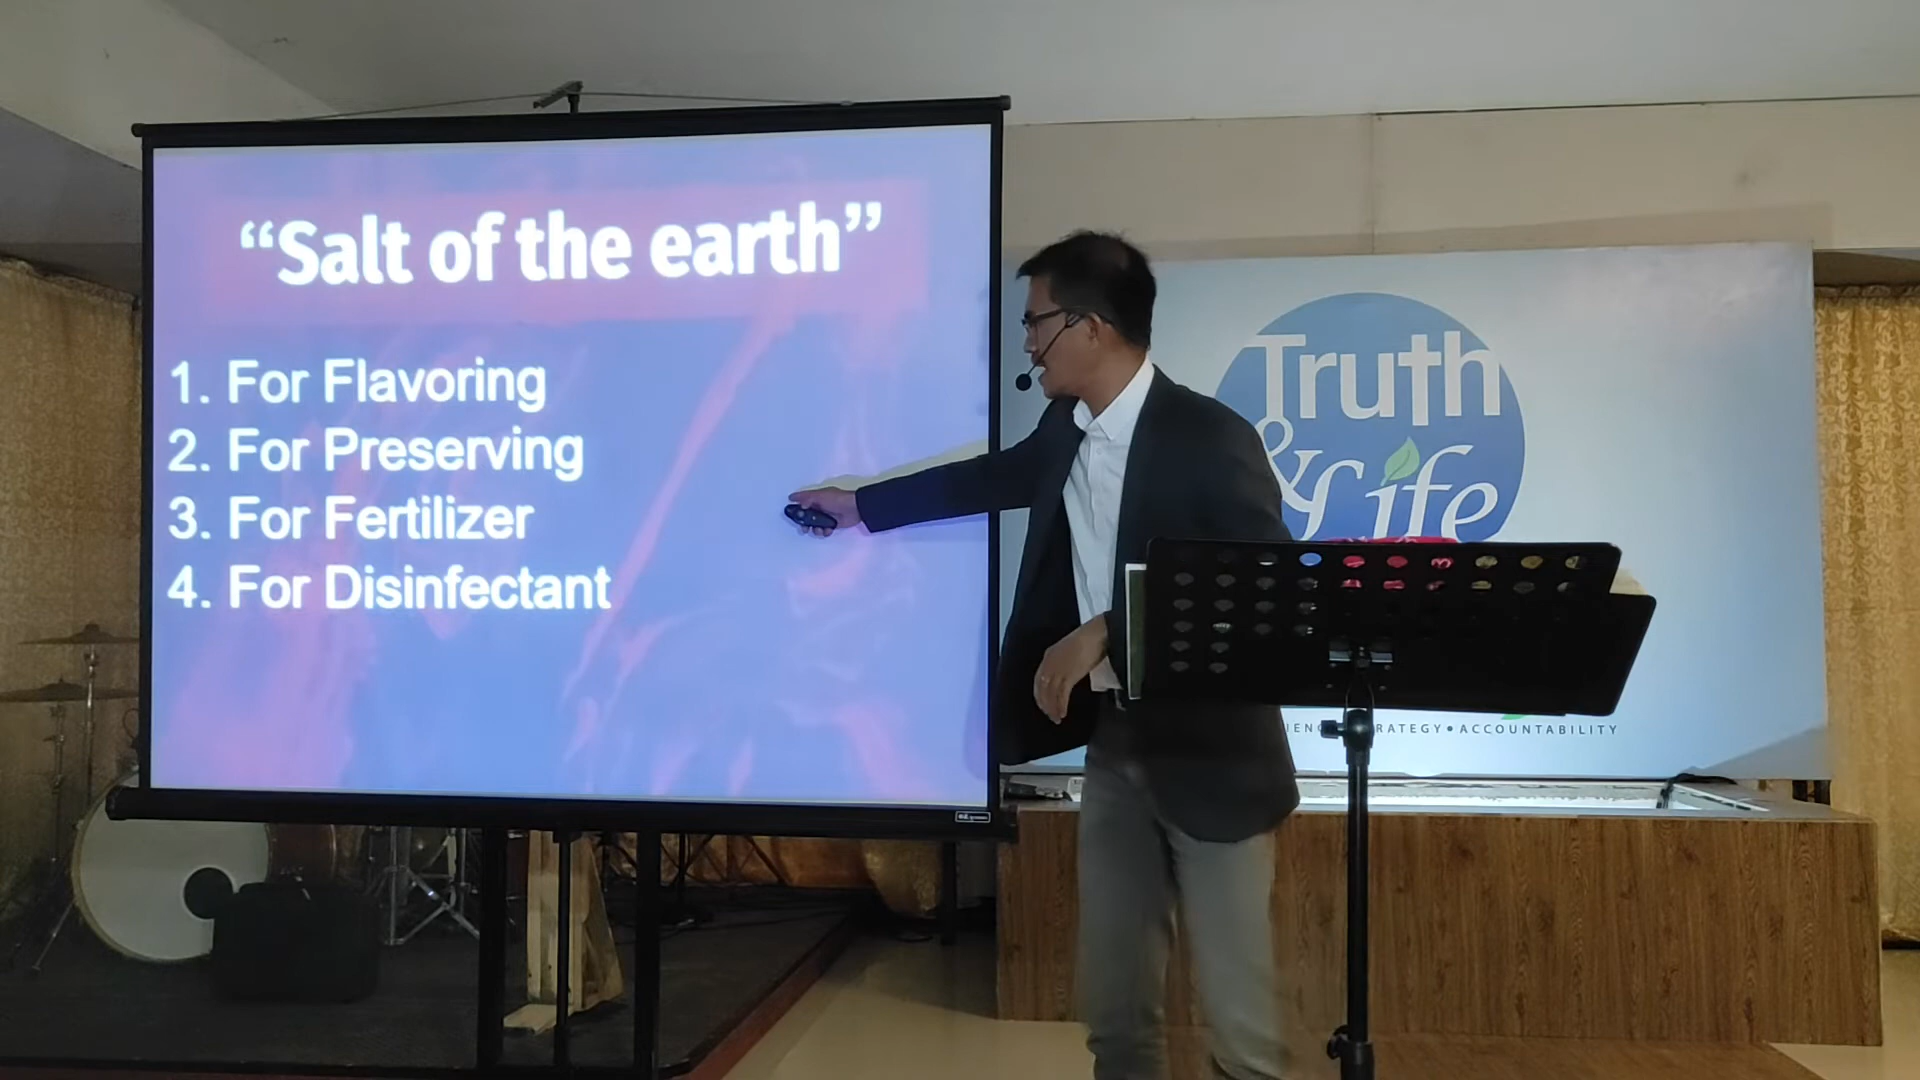 “Salt of the earth”
1. For Flavoring
2. For Preserving
3. For Fertilizer
4. For Disinfectant
Truth
& Life
ACCOUNTABILITY